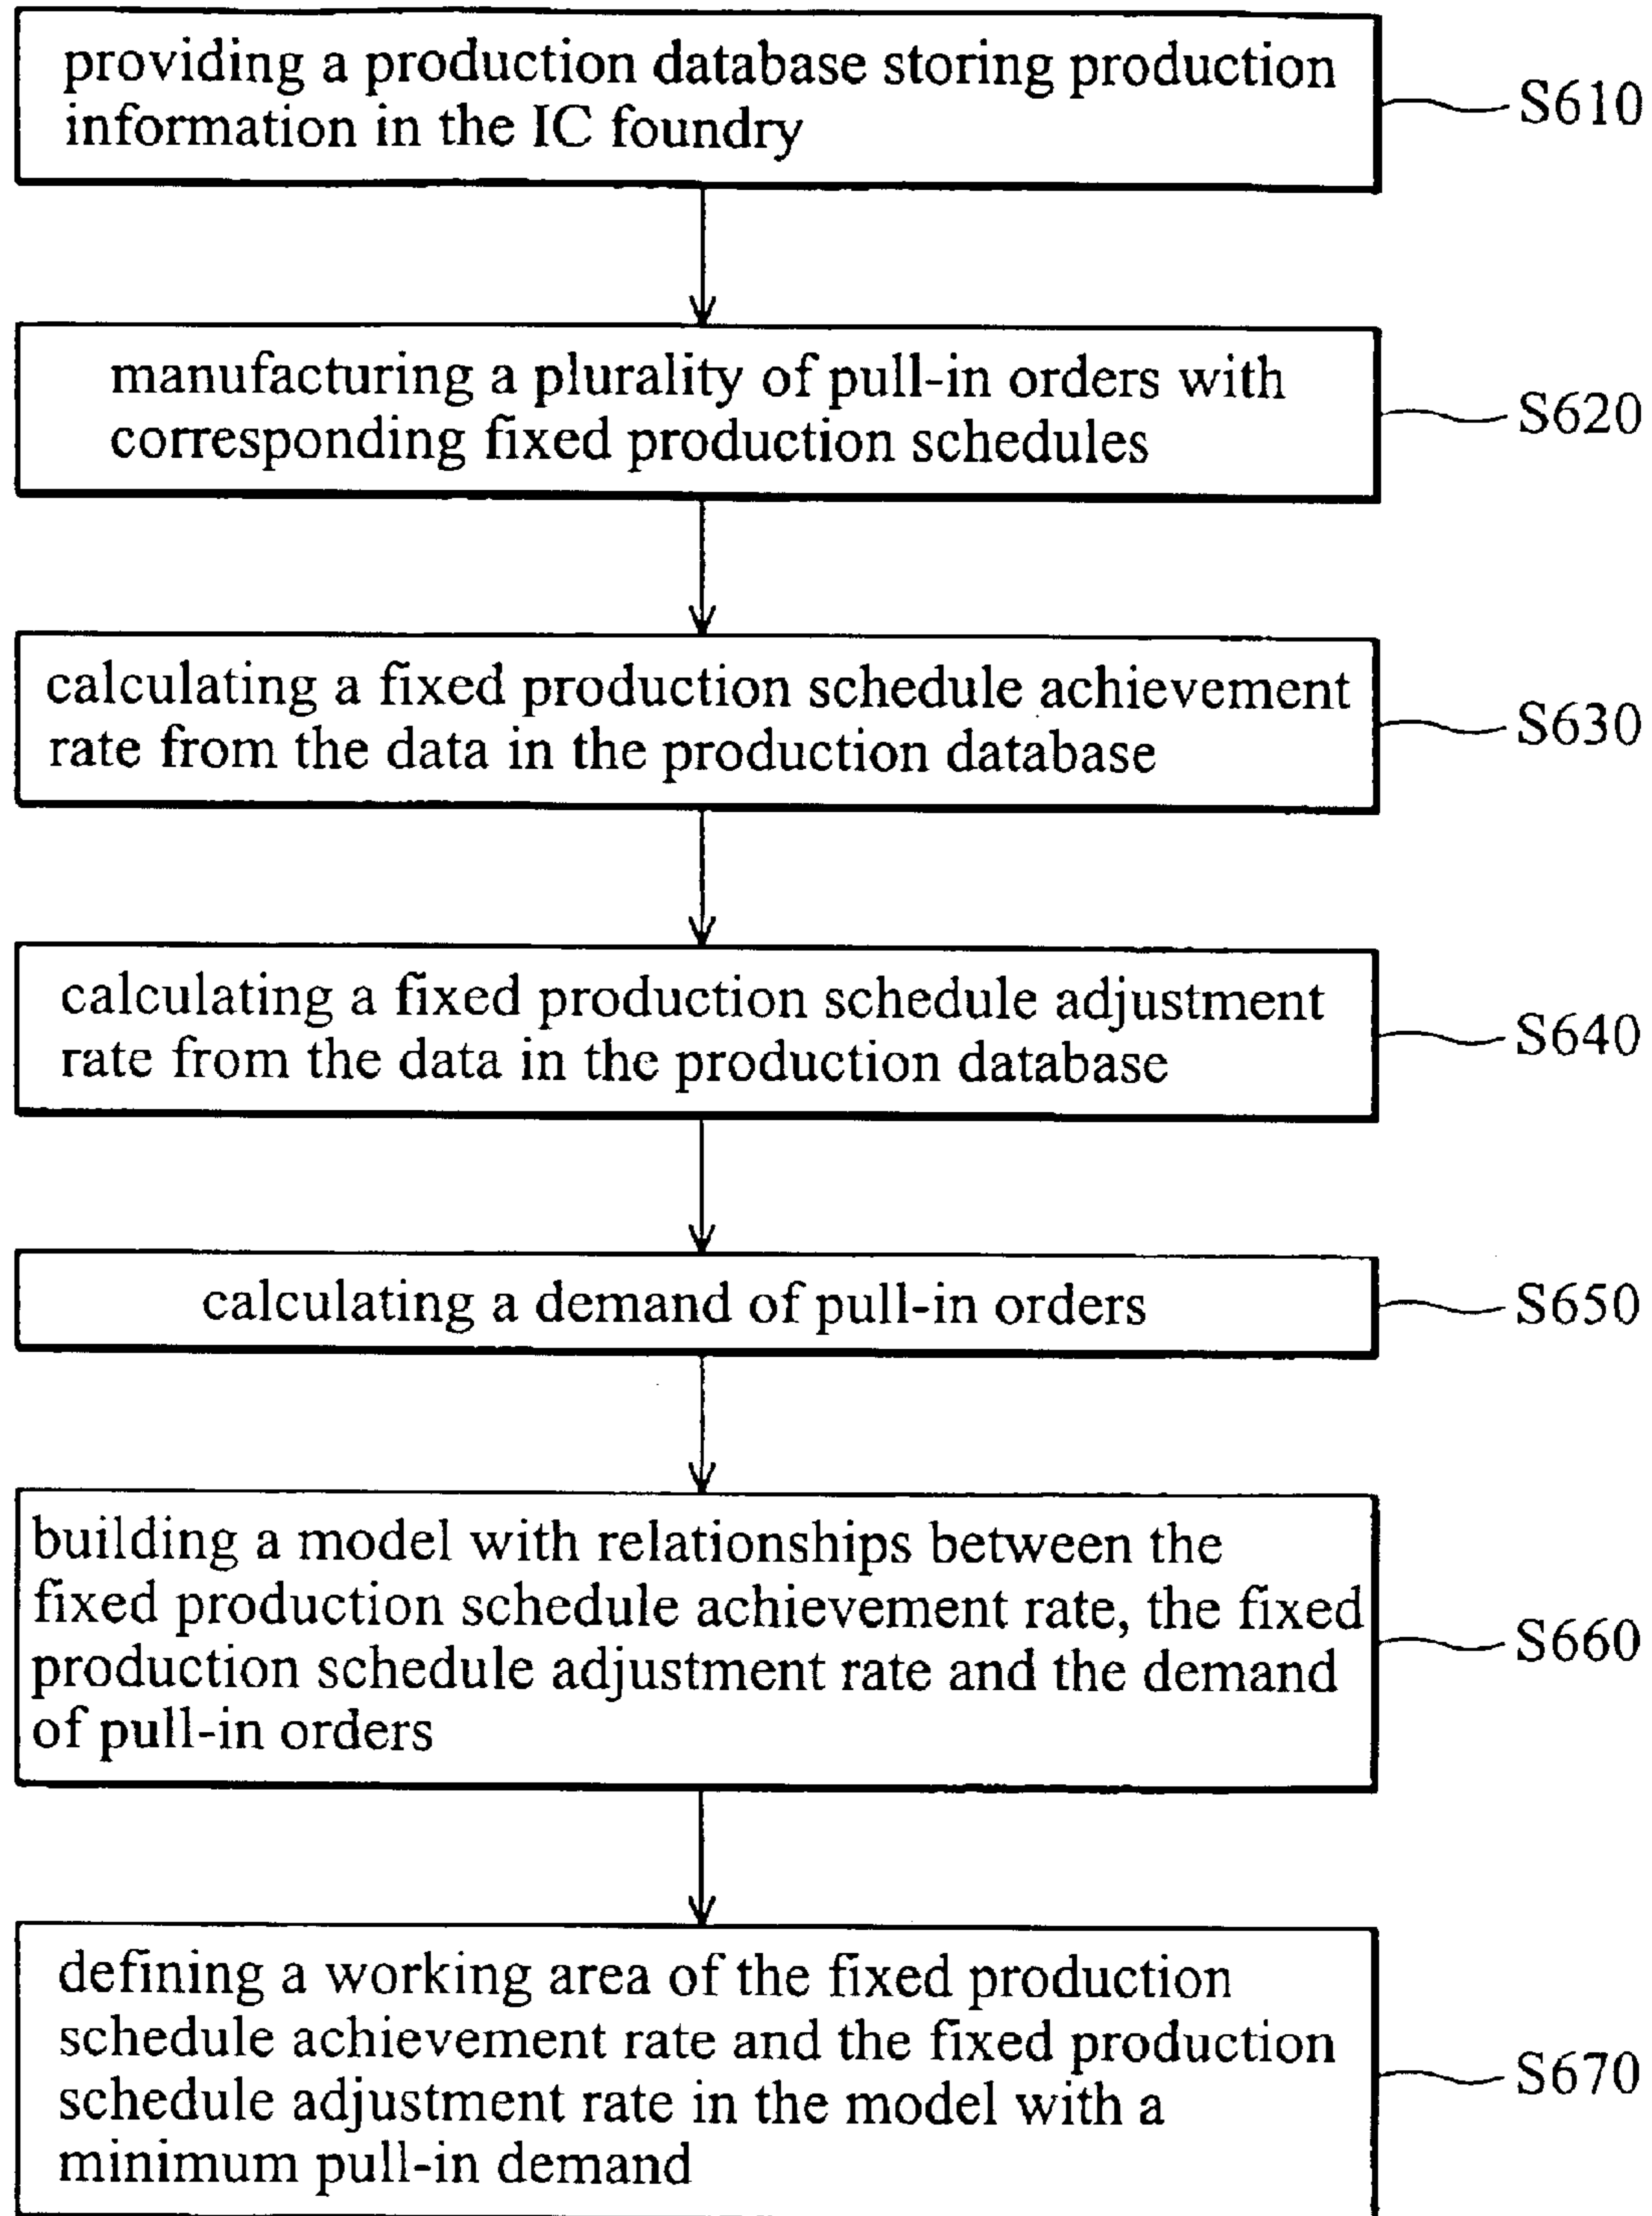 providing a production database storing production
information in the IC foundry
S610
manufacturing a plurality of pull-in orders with
corresponding fixed production schedules
S620
calculating a fixed production schedule achievement
rate from the data in the production database
S630
calculating a fixed production schedule adjustment
rate from the data in the production database
S640
calculating a demand of pull-in orders
S650
building a model with relationships between the
fixed production schedule achievement rate, the fixed
production schedule adjustment rate and the demand
of pull-in orders
S660
defining a working area of the fixed production
schedule achievement rate and the fixed production
schedule adjustment rate in the model with a
minimum pull-in demand
S670